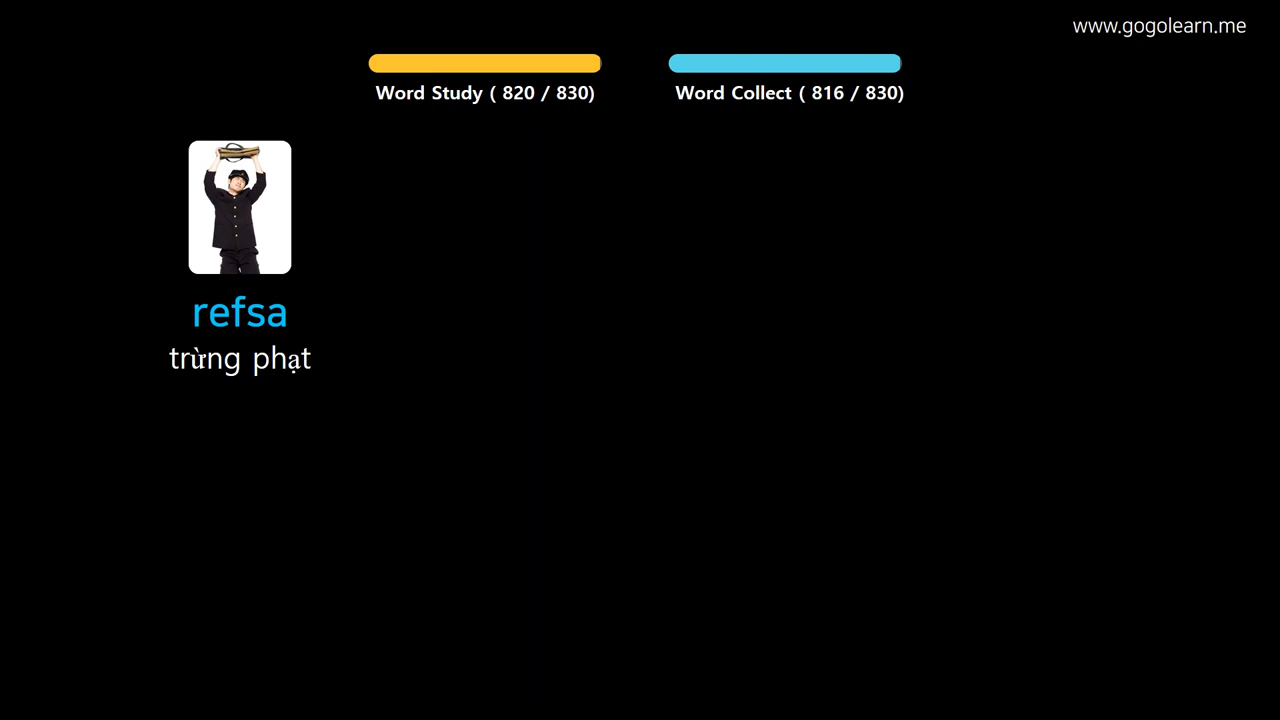 www.gogolearn.me
Word Study ( 820 / 830)
Word Collect ( 816 / 830)
refsa
trừng phạt